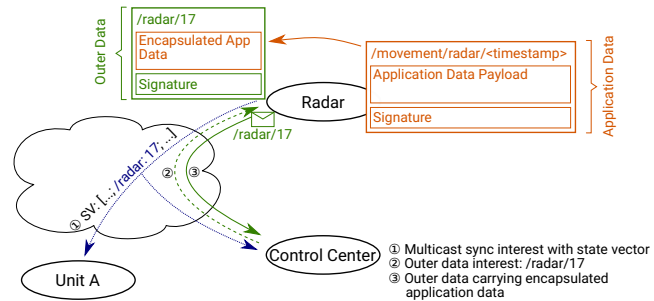 Outer Data
/radar/17
Encapsulated App
Data
Signature
/movement/radar/<timestamp>
Application Data Payload
Signature
Application Data
Radar
/radar/17
① SV: [...; /radar: 17; ...]
②
③
Unit A
Control Center
① Multicast sync interest with state vector
② Outer data interest: /radar/17
③ Outer data carrying encapsulated
application data